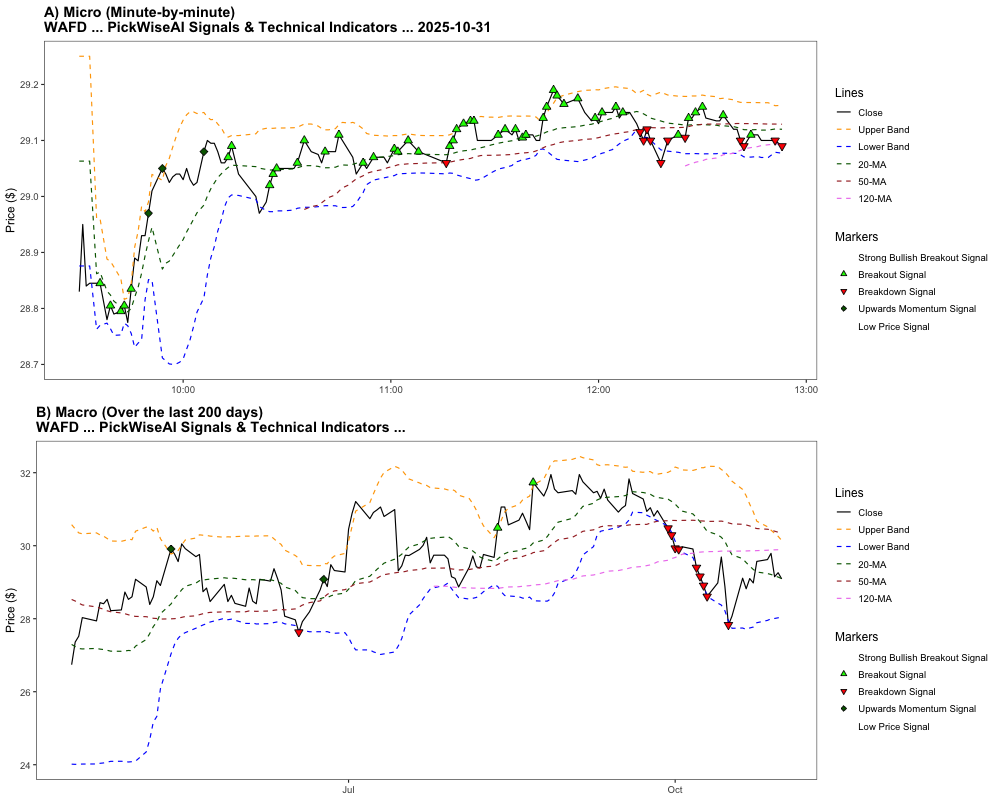 A) Micro (Minute-by-minute)
WAFD ... PickWiseAI Signals & Technical Indicators ... 2025-10-31
Price ($)
29.2
29.1
29.0
28.9
28.8
28.7
10:00
11:00
12:00
13:00
Lines
Close
Upper Band
Lower Band
20-MA
50-MA
120-MA
Markers
Strong Bullish Breakout Signal
Breakout Signal
Breakdown Signal
Upwards Momentum Signal
Low Price Signal
B) Macro (Over the last 200 days)
WAFD ... PickWiseAI Signals & Technical Indicators ...
Price ($)
32
30
28
26
24
Jul
Oct
Lines
Close
Upper Band
Lower Band
20-MA
50-MA
120-MA
Markers
Strong Bullish Breakout Signal
Breakout Signal
Breakdown Signal
Upwards Momentum Signal
Low Price Signal